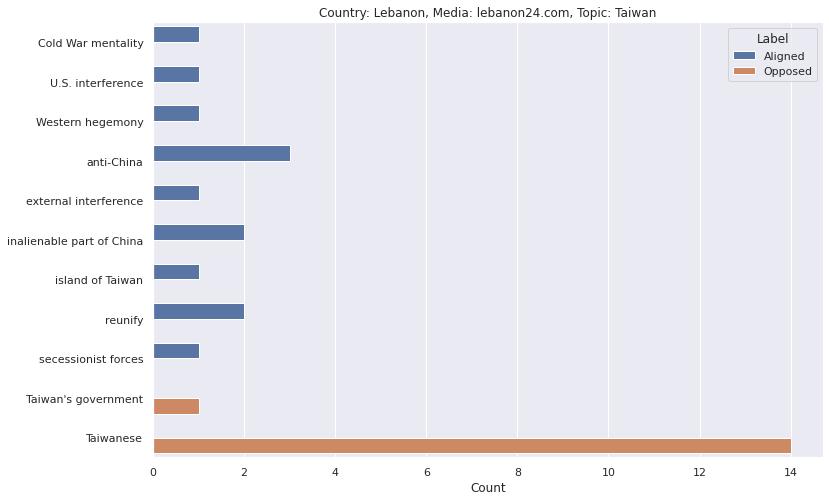 Country: Lebanon, Media: lebanon24.com, Topic: Taiwan
Label
Aligned
Opposed
Cold War mentality
U.S. interference
Western hegemony
anti-China
external interference
inalienable part of China
island of Taiwan
reunify
secessionist forces
Taiwan's government
Taiwanese
0 2 4 6 8 10 12 14
Count